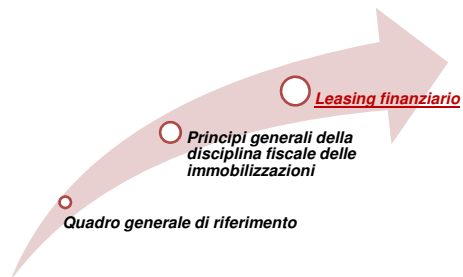 Leasing finanziario
Principi generali della
disciplina fiscale delle
immobilizzazioni
Quadro generale di riferimento